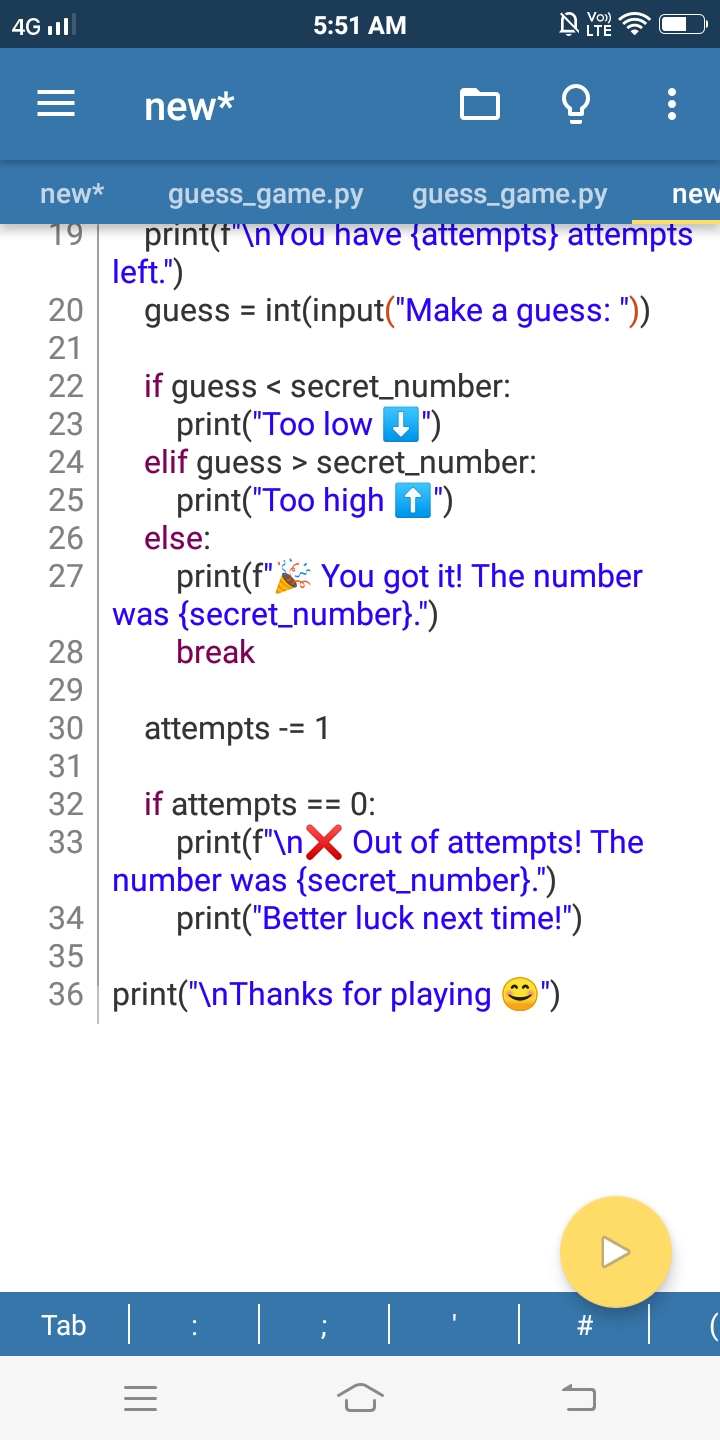 4G 5:51 AM Vo)) LTE
new*
new* guess_game.py guess_game.py new
19 print(f"\nYou have {attempts} attempts
left.")
20 guess = int(input("Make a guess: "))
21
22 if guess < secret_number:
23 print("Too low ⬇️")
24 elif guess > secret_number:
25 print("Too high ⬆️")
26 else:
27 print(f"🎉 You got it! The number
was {secret_number}.")
28 break
29
30 attempts -= 1
31
32 if attempts == 0:
33 print(f"\n❌ Out of attempts! The
number was {secret_number}.")
34 print("Better luck next time!")
35
36 print("\nThanks for playing 😊")
Tab : ; ' # (